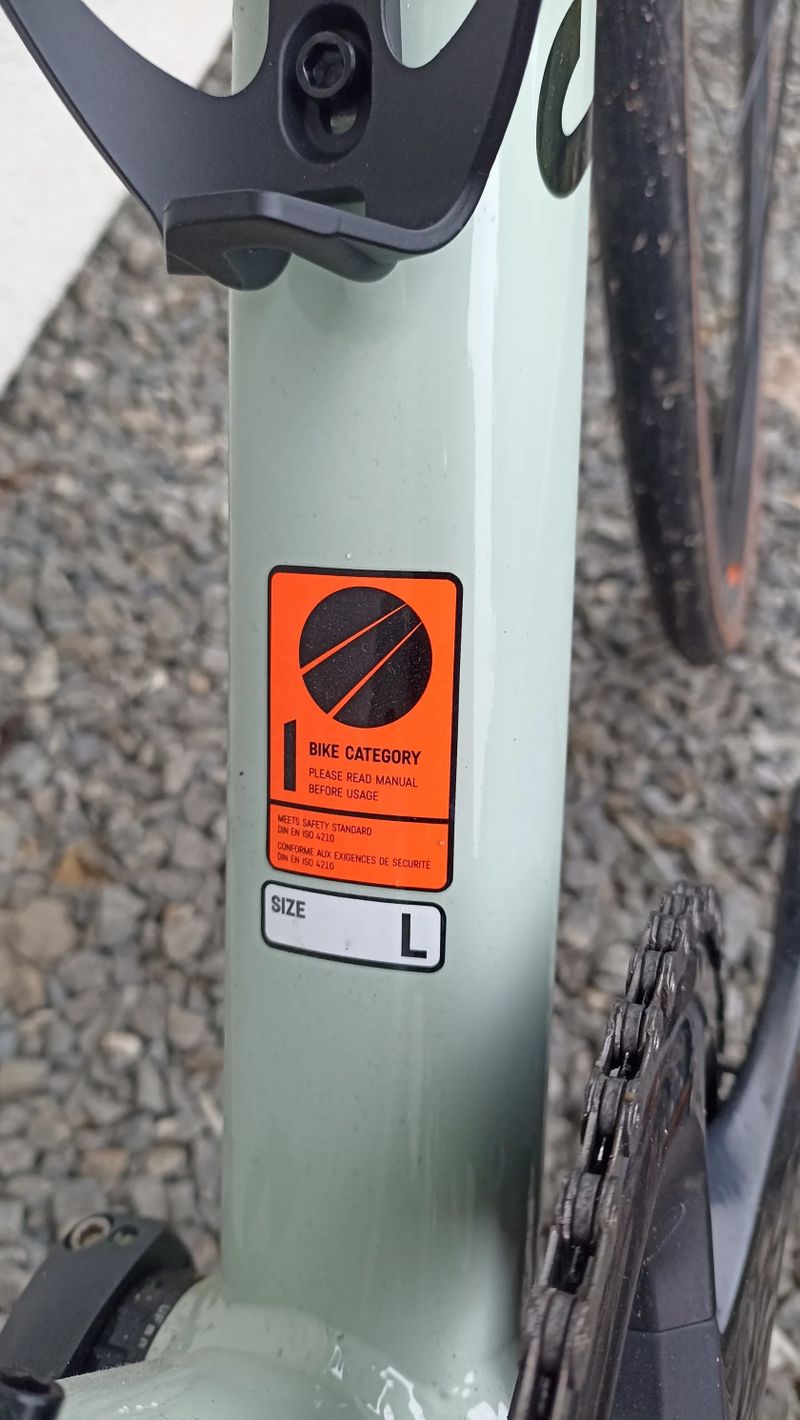 1
BIKE CATEGORY
PLEASE READ MANUAL
BEFORE USAGE
MEETS SAFETY STANDARD
DIN EN ISO 4210
CONFORME AUX EXIGENCES DE SÉCURITÉ
DIN EN ISO 4210
SIZE
L